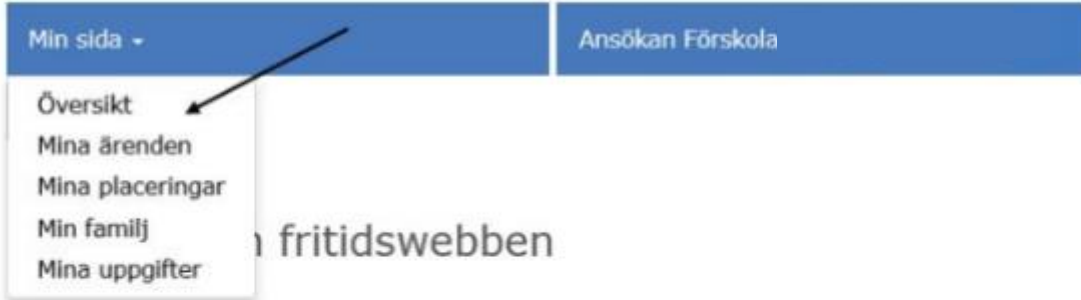 Min sida
Ansökan Förskola
Översikt
Mina ärenden
Mina placeringar
Min familj
Mina uppgifter
fritidswebben